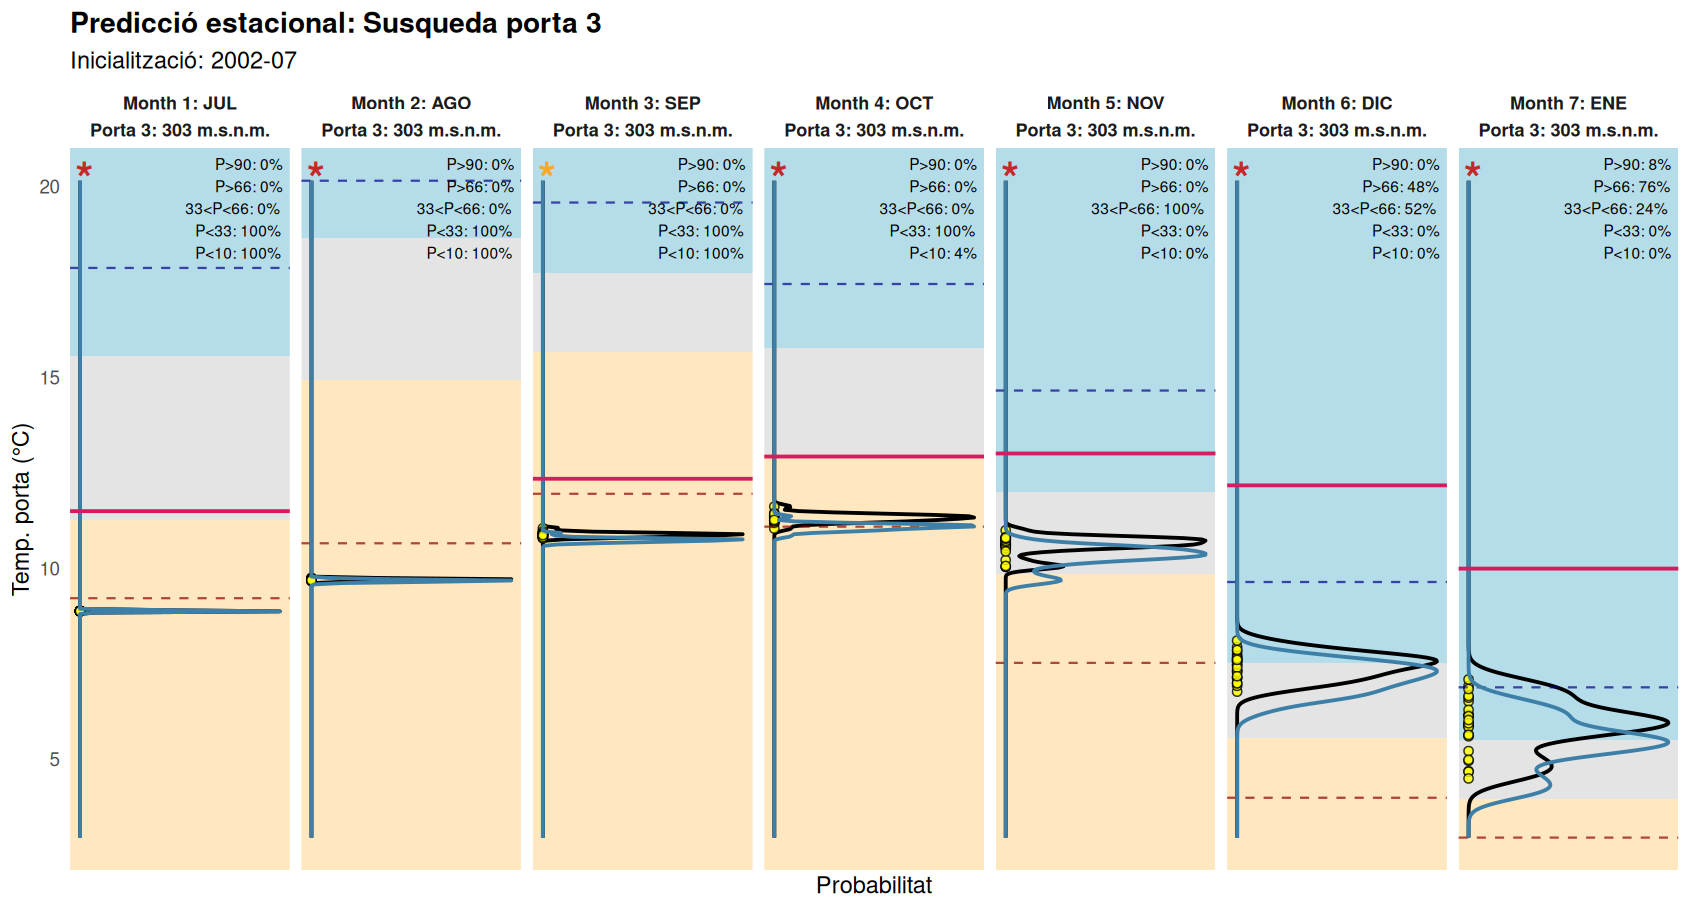 Predicció estacional: Susqueda porta 3
Inicialització: 2002-07
Month 1: JUL
Porta 3: 303 m.s.n.m.
Month 2: AGO
Porta 3: 303 m.s.n.m.
Month 3: SEP
Porta 3: 303 m.s.n.m.
Month 4: OCT
Porta 3: 303 m.s.n.m.
Month 5: NOV
Porta 3: 303 m.s.n.m.
Month 6: DIC
Porta 3: 303 m.s.n.m.
Month 7: ENE
Porta 3: 303 m.s.n.m.
Temp. porta (°C)
20
15
10
5
*
P>90: 0%
P>66: 0%
33<P<66: 0%
P<33: 100%
P<10: 100%
*
P>90: 0%
P>66: 0%
33<P<66: 0%
P<33: 100%
P<10: 100%
*
P>90: 0%
P>66: 0%
33<P<66: 0%
P<33: 100%
P<10: 100%
*
P>90: 0%
P>66: 0%
33<P<66: 0%
P<33: 100%
P<10: 4%
*
P>90: 0%
P>66: 0%
33<P<66: 100%
P<33: 0%
P<10: 0%
*
P>90: 0%
P>66: 48%
33<P<66: 52%
P<33: 0%
P<10: 0%
*
P>90: 8%
P>66: 76%
33<P<66: 24%
P<33: 0%
P<10: 0%
Probabilitat